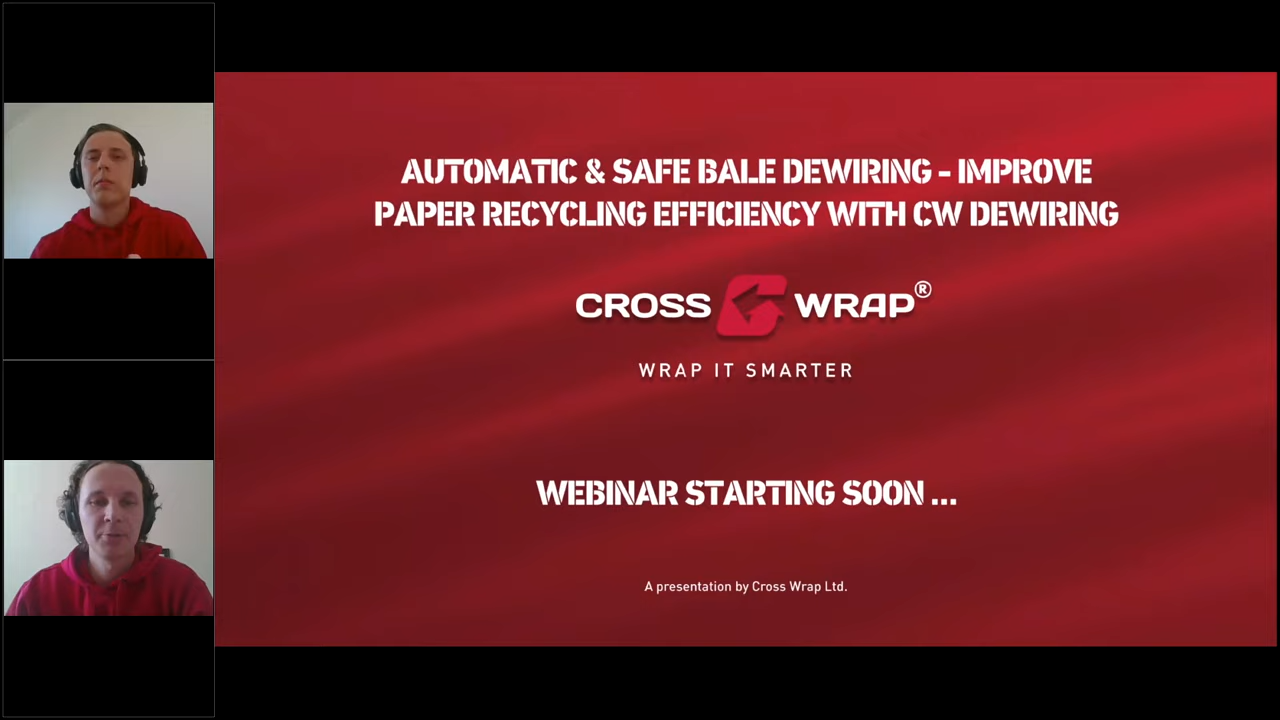 AUTOMATIC & SAFE BALE DEWIRING - IMPROVE
PAPER RECYCLING EFFICIENCY WITH CW DEWIRING
CROSS WRAP®
WRAP IT SMARTER
WEBINAR STARTING SOON ...
A presentation by Cross Wrap Ltd.